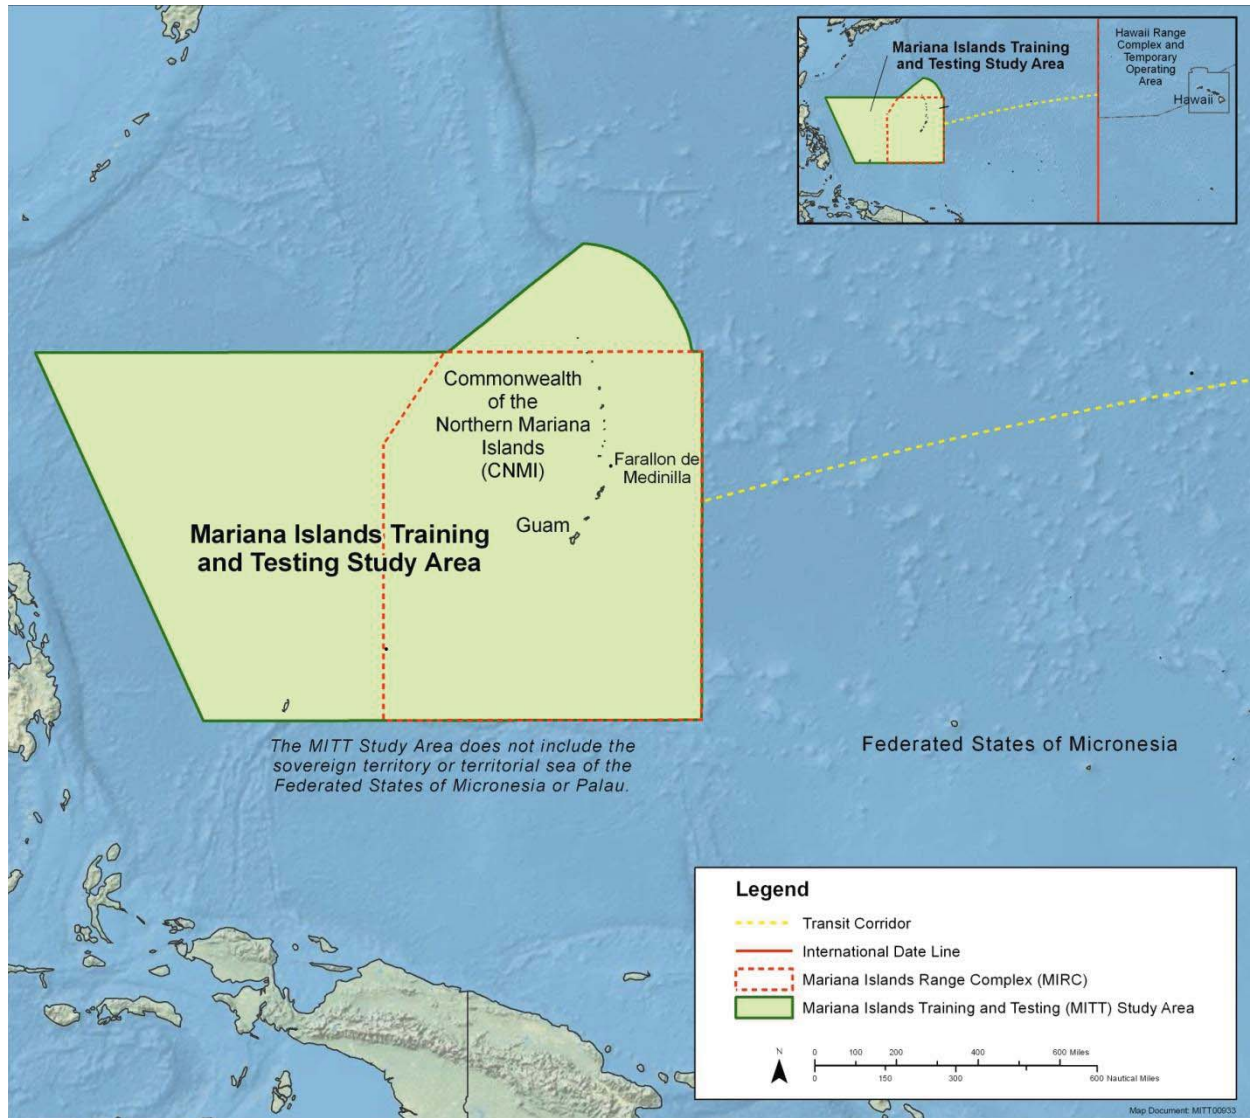 Mariana Islands Training
and Testing Study Area
Hawaii Range
Complex and
Temporary
Operating
Area
Hawaii
Commonwealth
of the
Northern Mariana
Islands
(CNMI)
Farallon de
Medinilla
Guam
Mariana Islands Training
and Testing Study Area
The MITT Study Area does not include the
sovereign territory or territorial sea of the
Federated States of Micronesia or Palau.
Federated States of Micronesia
Legend
Transit Corridor
International Date Line
Mariana Islands Range Complex (MIRC)
Mariana Islands Training and Testing (MITT) Study Area
N
0 100 200 400 600 Miles
0 150 300 600 Nautical Miles
Map Document: MITT00933